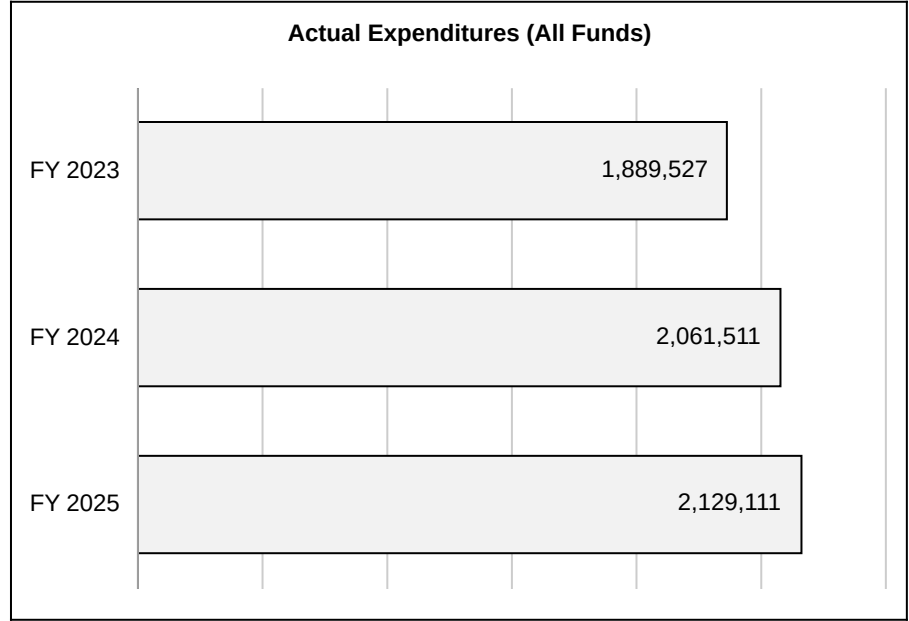 Actual Expenditures (All Funds)
FY 2023 1,889,527
FY 2024 2,061,511
FY 2025 2,129,111